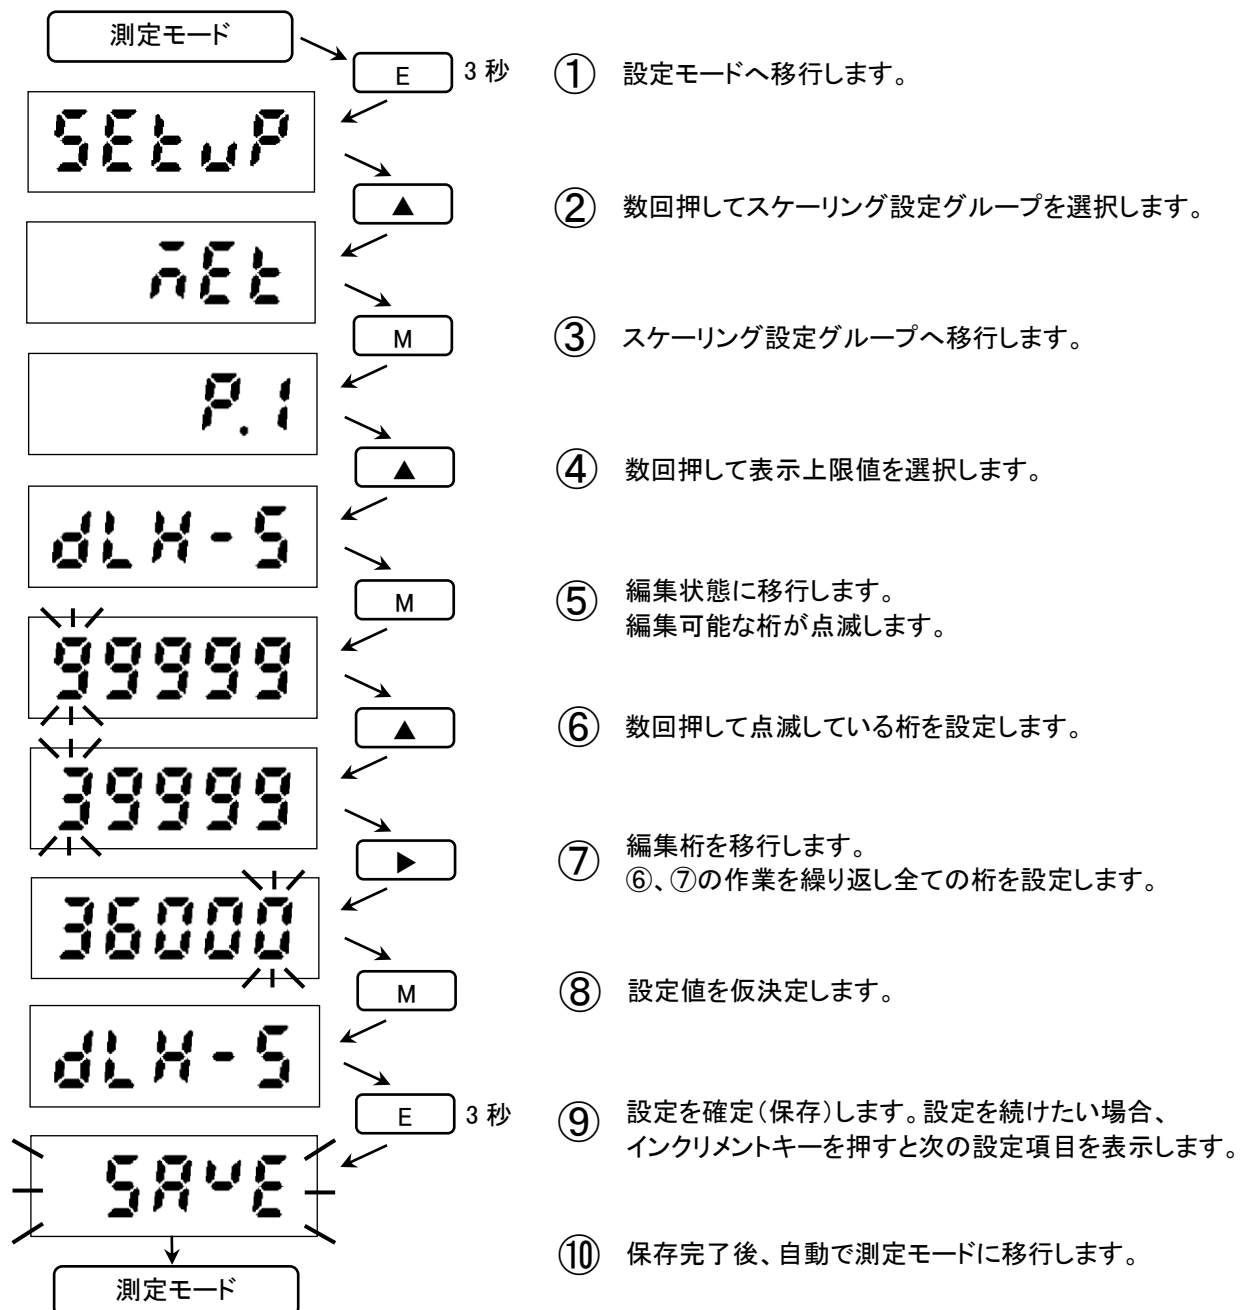 測定モード
E 3 秒 ① 設定モードへ移行します。
SEtuP
▲ ② 数回押してスケーリング設定グループを選択します。
mEt
M ③ スケーリング設定グループへ移行します。
P.1
▲ ④ 数回押して表示上限値を選択します。
dLH-S
M ⑤ 編集状態に移行します。
編集可能な桁が点滅します。
99999
▲ ⑥ 数回押して点滅している桁を設定します。
39999
▶ ⑦ 編集桁を移行します。
⑥、⑦の作業を繰り返し全ての桁を設定します。
36000
M ⑧ 設定値を仮決定します。
dLH-S
E 3 秒 ⑨ 設定を確定(保存)します。設定を続けたい場合、
インクリメントキーを押すと次の設定項目を表示します。
SAvE
⑩ 保存完了後、自動で測定モードに移行します。
測定モード